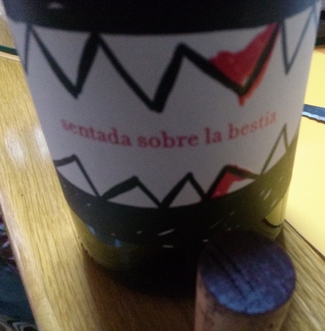 sentada sobre la bestia